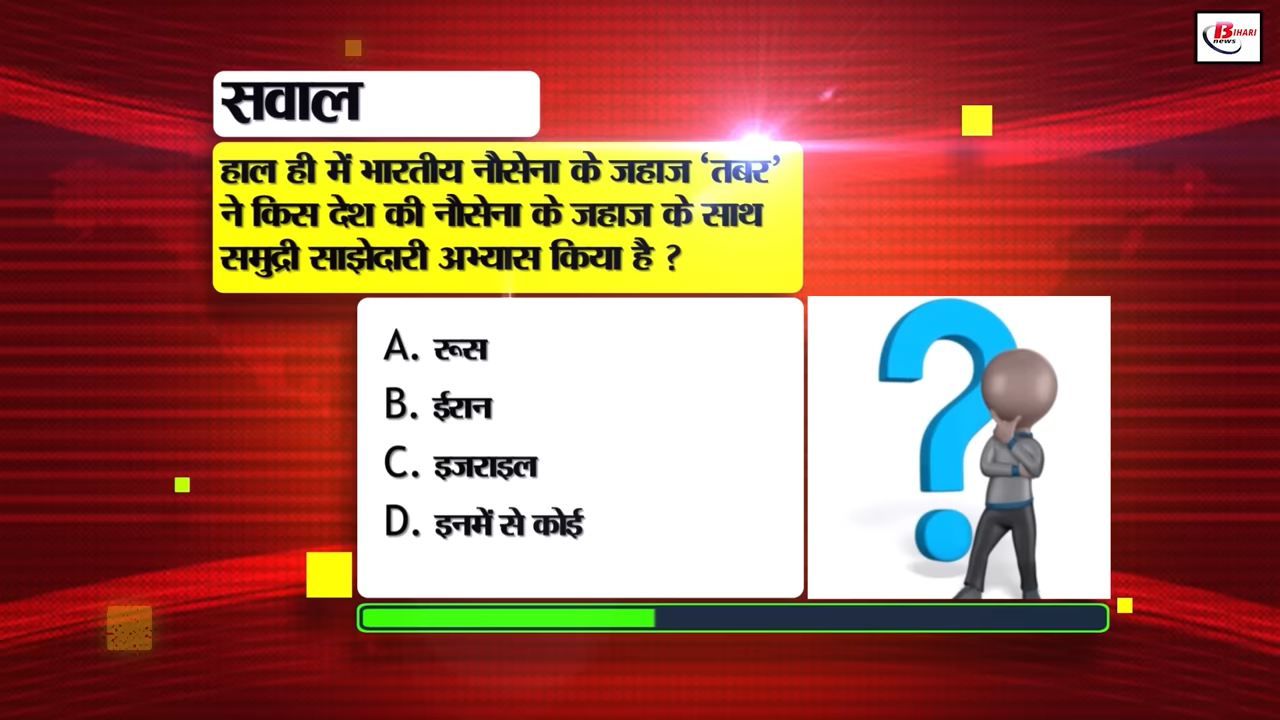 BIHARI
news
सवाल
हाल ही में भारतीय नौसेना के जहाज ‘तबर’
ने किस देश की नौसेना के जहाज के साथ
समुद्री साझेदारी अभ्यास किया है ?
A. रूस
B. ईरान
C. इजराइल
D. इनमें से कोई